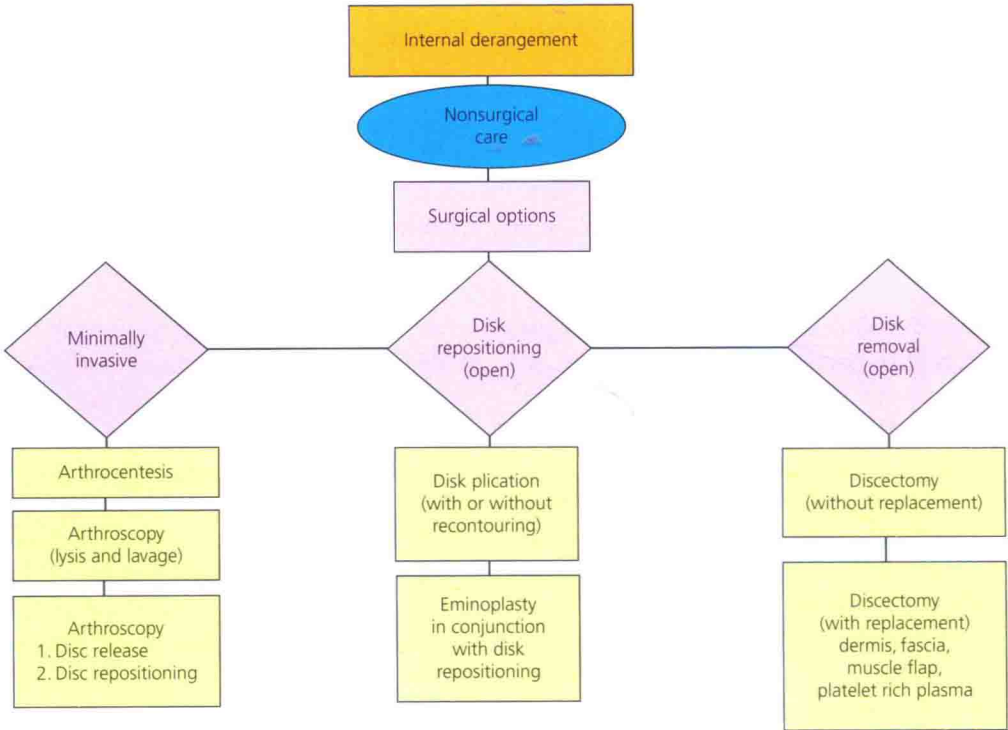 Internal derangement
Nonsurgical
care
Surgical options
Minimally
invasive
Disk
repositioning
(open)
Disk
removal
(open)
Arthrocentesis
Arthroscopy
(lysis and lavage)
Arthroscopy
1. Disc release
2. Disc repositioning
Disk plication
(with or without
recontouring)
Eminoplasty
in conjunction
with disk
repositioning
Discectomy
(without replacement)
Discectomy
(with replacement)
dermis, fascia,
muscle flap,
platelet rich plasma